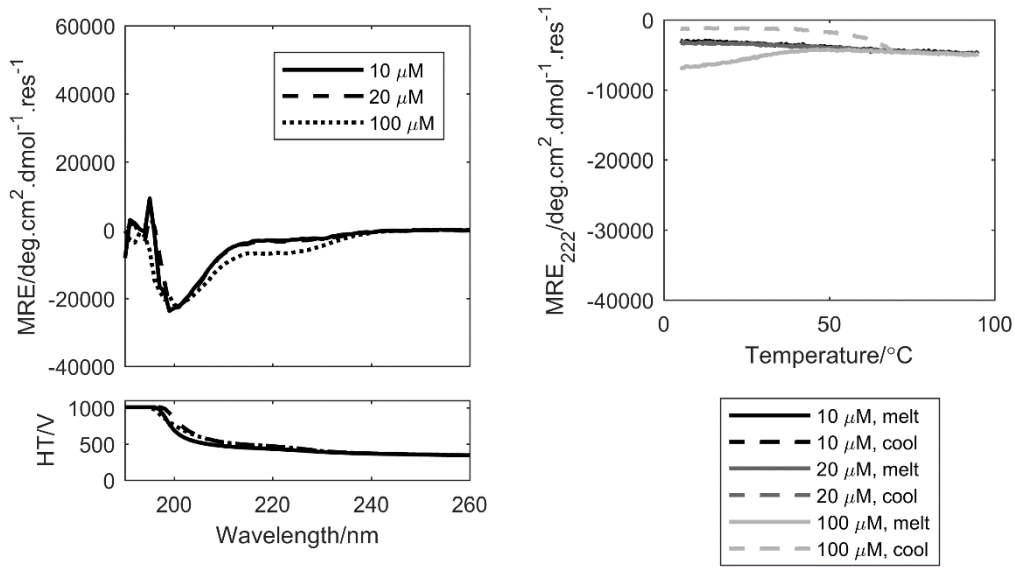 60000
40000
20000
0
-20000
-40000
MRE/deg.cm².dmol⁻¹.res⁻¹
10 μM
20 μM
100 μM
1000
500
0
HT/V
200
220
240
260
Wavelength/nm
0
-10000
-20000
-30000
-40000
MRE₂₂₂/deg.cm².dmol⁻¹.res⁻¹
0
50
100
Temperature/°C
10 μM, melt
10 μM, cool
20 μM, melt
20 μM, cool
100 μM, melt
100 μM, cool